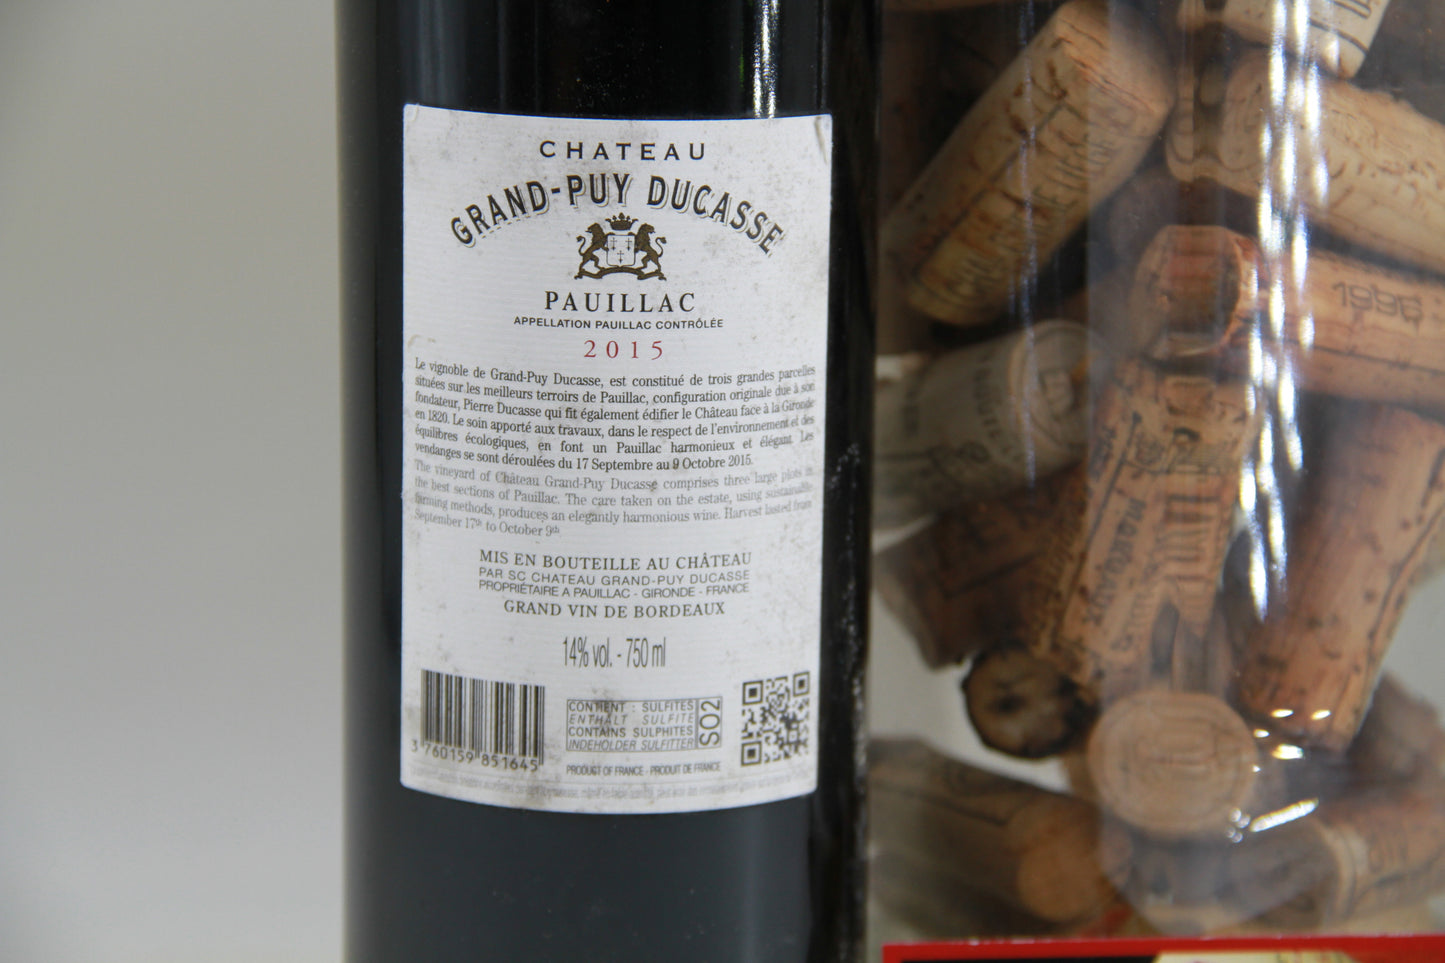 CHATEAU
GRAND-PUY DUCASSE
PAUILLAC
APPELLATION PAUILLAC CONTRÔLÉE
2015
Le vignoble de Grand-Puy Ducasse, est constitué de trois grandes parcelles
situées sur les meilleurs terroirs de Pauillac, configuration originale due à son
fondateur, Pierre Ducasse qui fit également édifier le Château face à la Gironde
en 1820. Le soin apporté aux travaux, dans le respect de l'environnement et des
équilibres écologiques, en font un Pauillac harmonieux et élégant. Les
vendanges se sont déroulées du 17 Septembre au 9 Octobre 2015.
The vineyard of Château Grand-Puy Ducasse comprises three large plots in
the best sections of Pauillac. The care taken on the estate, using sustainable
farming methods, produces an elegantly harmonious wine. Harvest lasted from
September 17th to October 9th.
MIS EN BOUTEILLE AU CHÂTEAU
PAR SC CHATEAU GRAND-PUY DUCASSE
PROPRIÉTAIRE A PAUILLAC - GIRONDE - FRANCE
GRAND VIN DE BORDEAUX
14% vol. - 750 ml
CONTIENT : SULFITES
ENTHÄLT SULFITE
CONTAINS SULPHITES
INDEHOLDER SULFITTER
SO2
3 760159 851645
PRODUCT OF FRANCE - PRODUIT DE FRANCE
1996